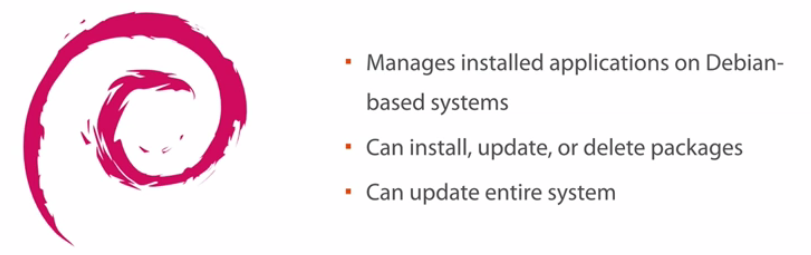 ▪ Manages installed applications on Debian-
based systems
▪ Can install, update, or delete packages
▪ Can update entire system